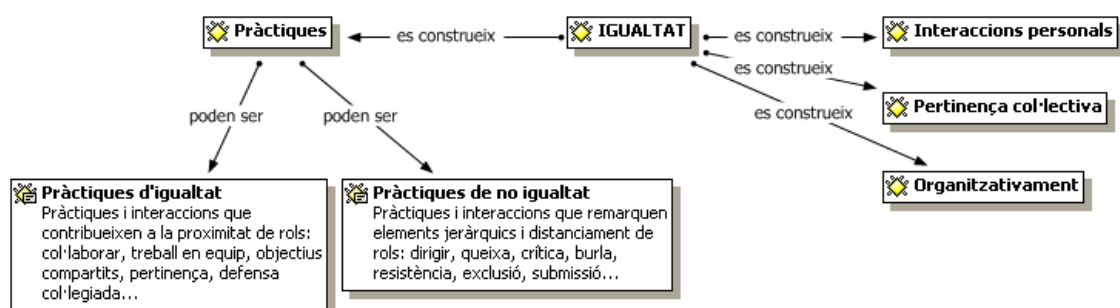 Pràctiques
es construeix
IGUALTAT
es construeix
Interaccions personals
es construeix
Pertinença col·lectiva
es construeix
Organitzativament
poden ser
poden ser
Pràctiques d'igualtat
Pràctiques i interaccions que
contribueixen a la proximitat de rols:
col·laborar, treball en equip, objectius
compartits, pertinença, defensa
col·legiada...
Pràctiques de no igualtat
Pràctiques i interaccions que remarquen
elements jeràrquics i distanciament de
rols: dirigir, queixa, crítica, burla,
resistència, exclusió, submissió...